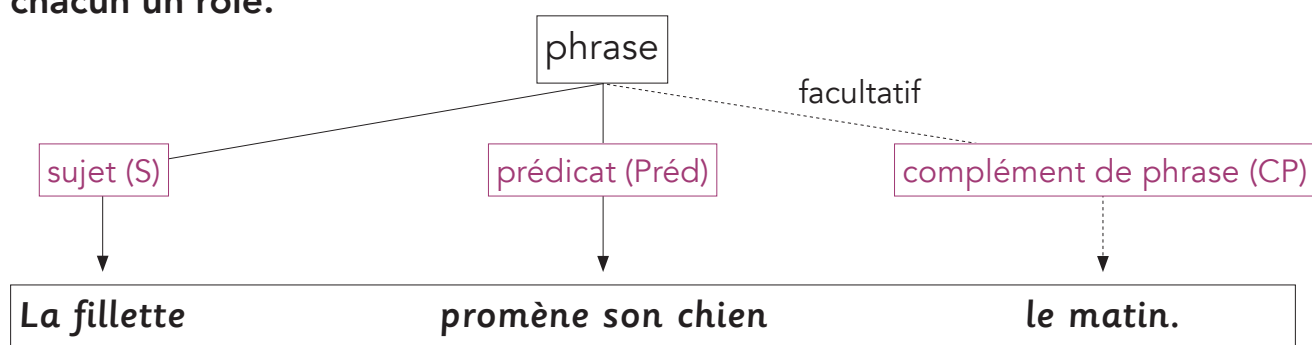 chacun un rôle.
phrase
facultatif
sujet (S)
prédicat (Préd)
complément de phrase (CP)
La fillette promène son chien le matin.